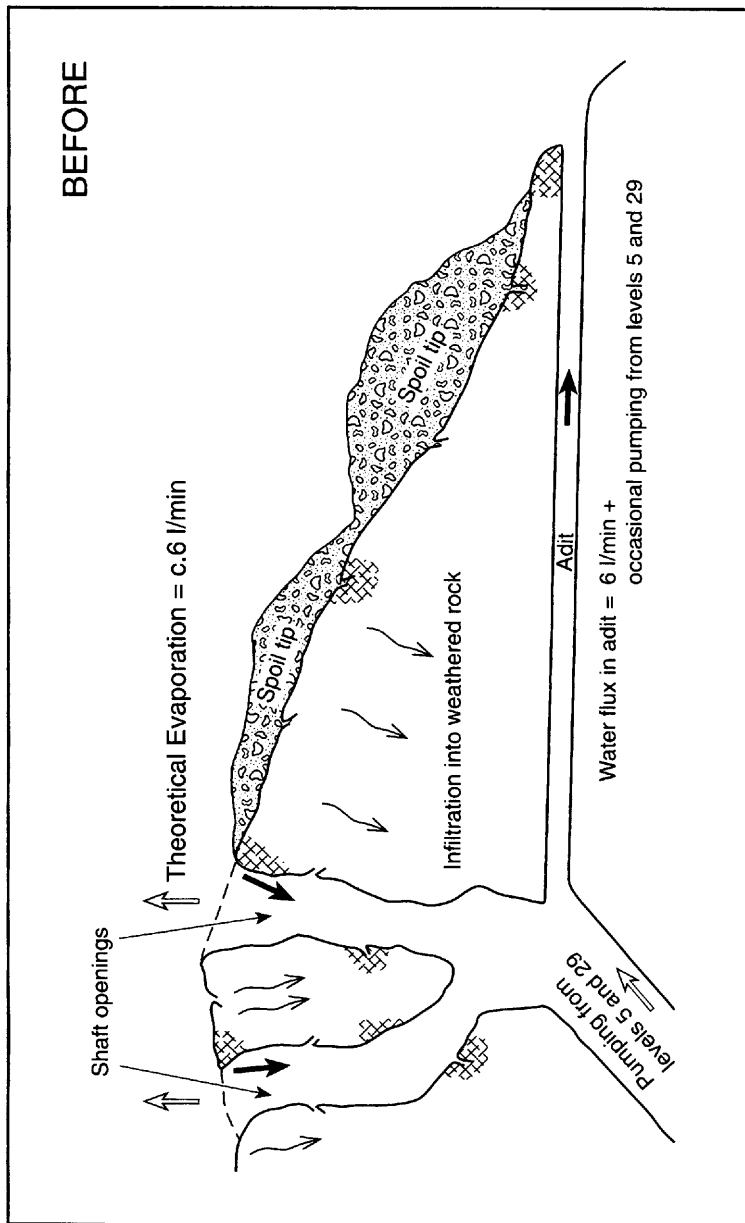 BEFORE
Theoretical Evaporation = c.6 l/min
Shaft openings
Spoil tip
Spoil tip
Infiltration into weathered rock
Adit
Water flux in adit = 6 l/min +
occasional pumping from levels 5 and 29
Pumping from
levels 5 and 29